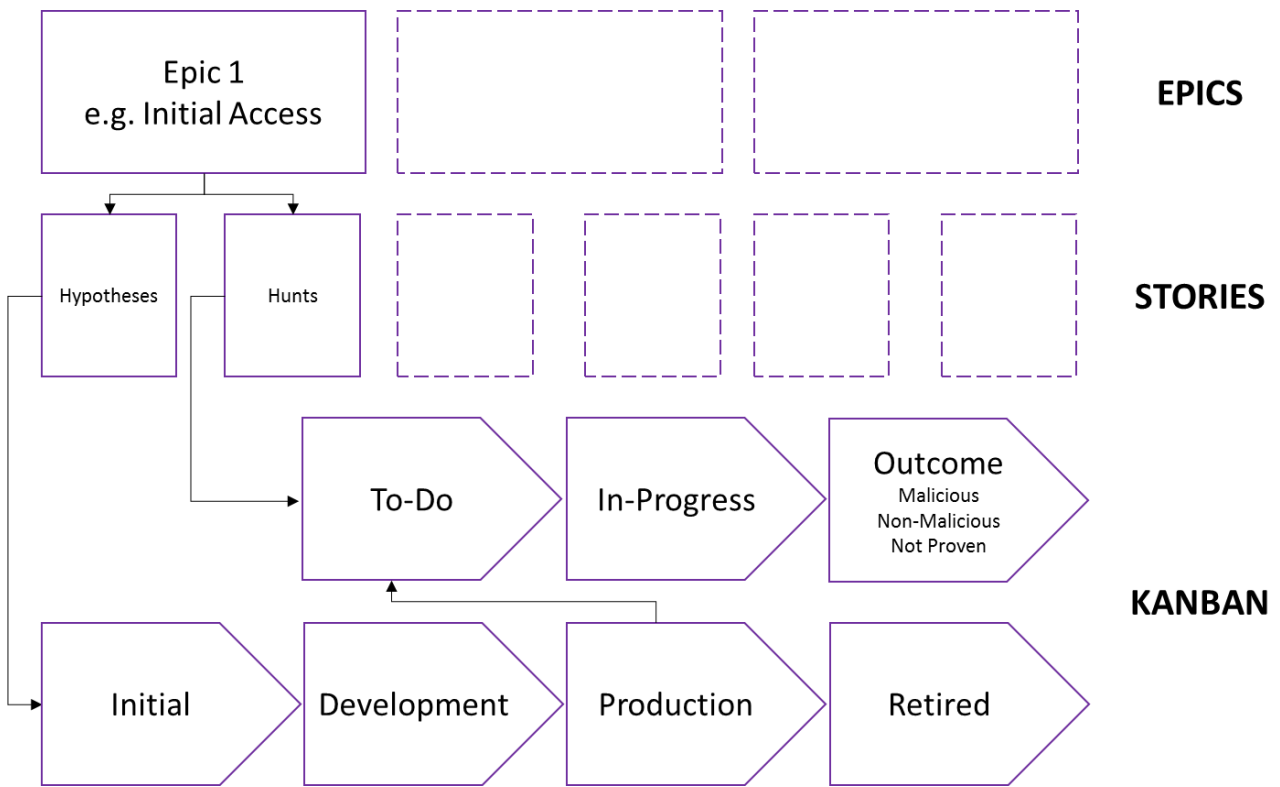 Epic 1
e.g. Initial Access
EPICS
Hypotheses
Hunts
STORIES
To-Do
In-Progress
Outcome
Malicious
Non-Malicious
Not Proven
KANBAN
Initial
Development
Production
Retired